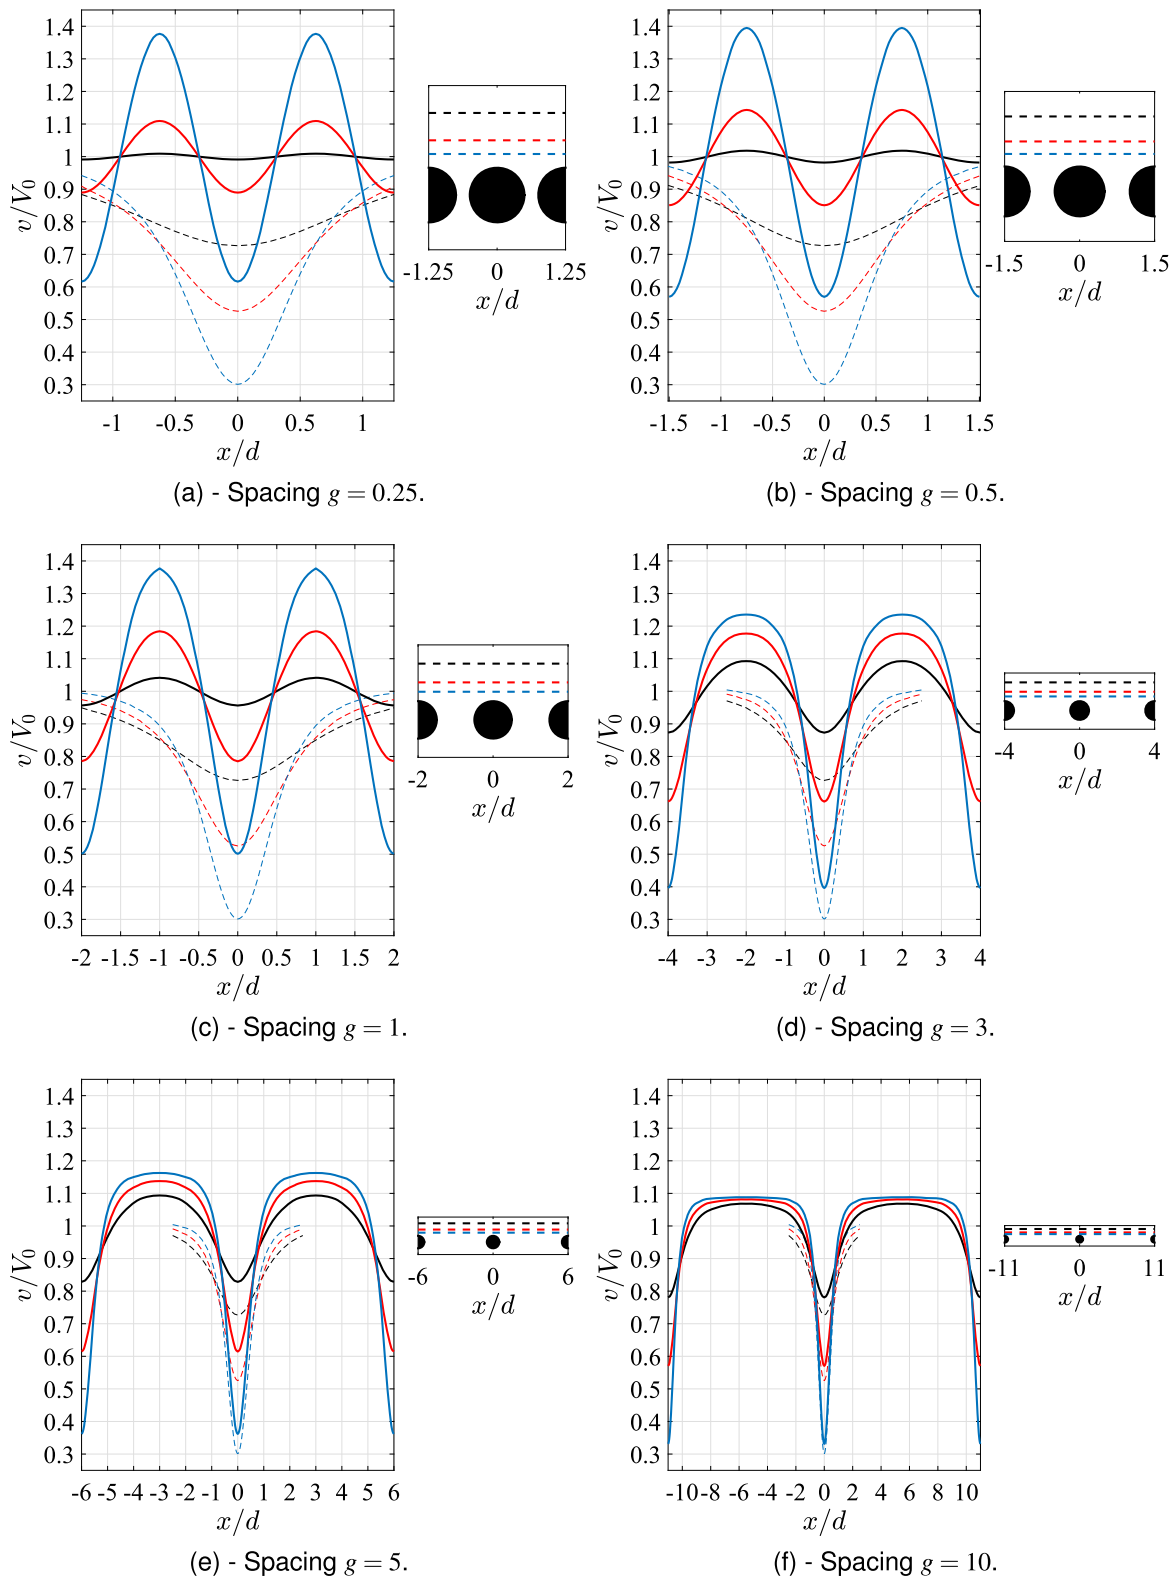 1.4
1.3
1.2
1.1
1
0.9
0.8
0.7
0.6
0.5
0.4
0.3
v/V0
-1 -0.5 0 0.5 1
x/d
-1.25 0 1.25
x/d
(a) - Spacing g = 0.25.
1.4
1.3
1.2
1.1
1
0.9
0.8
0.7
0.6
0.5
0.4
0.3
v/V0
-1.5 -1 -0.5 0 0.5 1 1.5
x/d
-1.5 0 1.5
x/d
(b) - Spacing g = 0.5.
1.4
1.3
1.2
1.1
1
0.9
0.8
0.7
0.6
0.5
0.4
0.3
v/V0
-2 -1.5 -1 -0.5 0 0.5 1 1.5 2
x/d
-2 0 2
x/d
(c) - Spacing g = 1.
1.4
1.3
1.2
1.1
1
0.9
0.8
0.7
0.6
0.5
0.4
0.3
v/V0
-4 -3 -2 -1 0 1 2 3 4
x/d
-4 0 4
x/d
(d) - Spacing g = 3.
1.4
1.3
1.2
1.1
1
0.9
0.8
0.7
0.6
0.5
0.4
0.3
v/V0
-6 -5 -4 -3 -2 -1 0 1 2 3 4 5 6
x/d
-6 0 6
x/d
(e) - Spacing g = 5.
1.4
1.3
1.2
1.1
1
0.9
0.8
0.7
0.6
0.5
0.4
0.3
v/V0
-10 -8 -6 -4 -2 0 2 4 6 8 10
x/d
-11 0 11
x/d
(f) - Spacing g = 10.